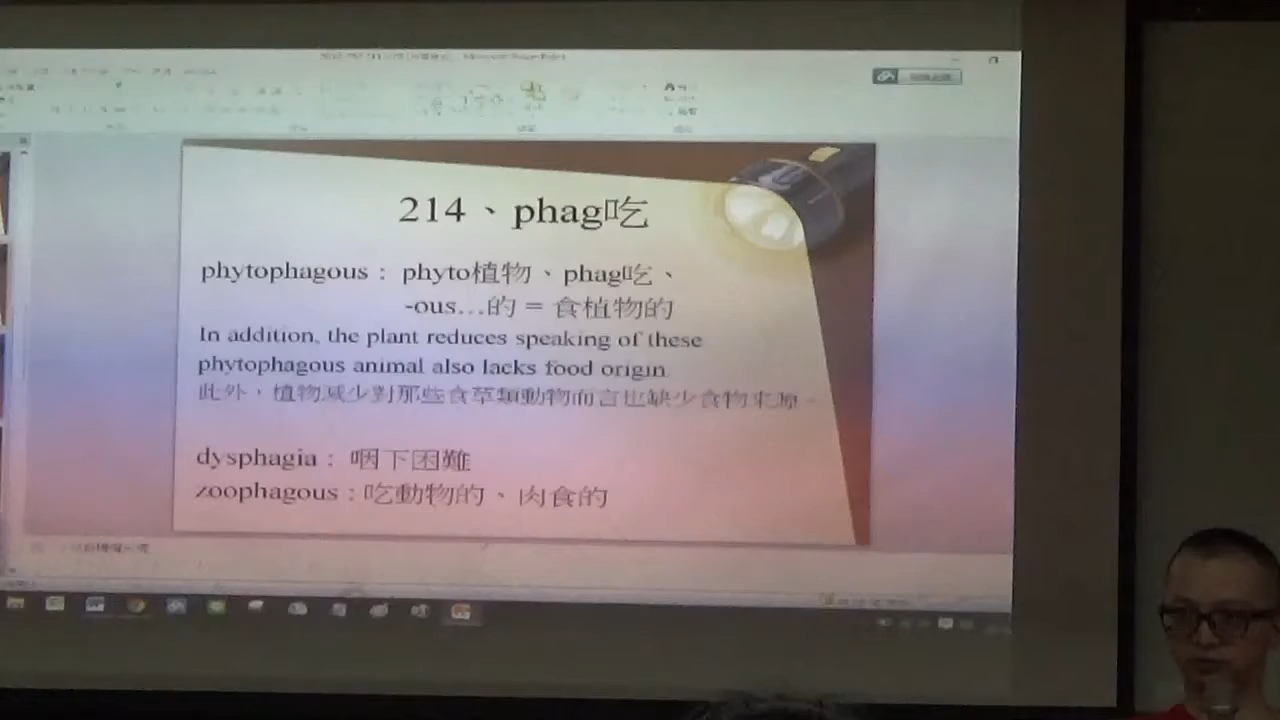 214、phag吃
phytophagous：phyto植物、phag吃、
-ous…的 = 食植物的
In addition, the plant reduces speaking of these
phytophagous animal also lacks food origin.
此外，植物減少對那些食草類動物而言也缺少食物來源。
dysphagia：咽下困難
zoophagous：吃動物的、肉食的